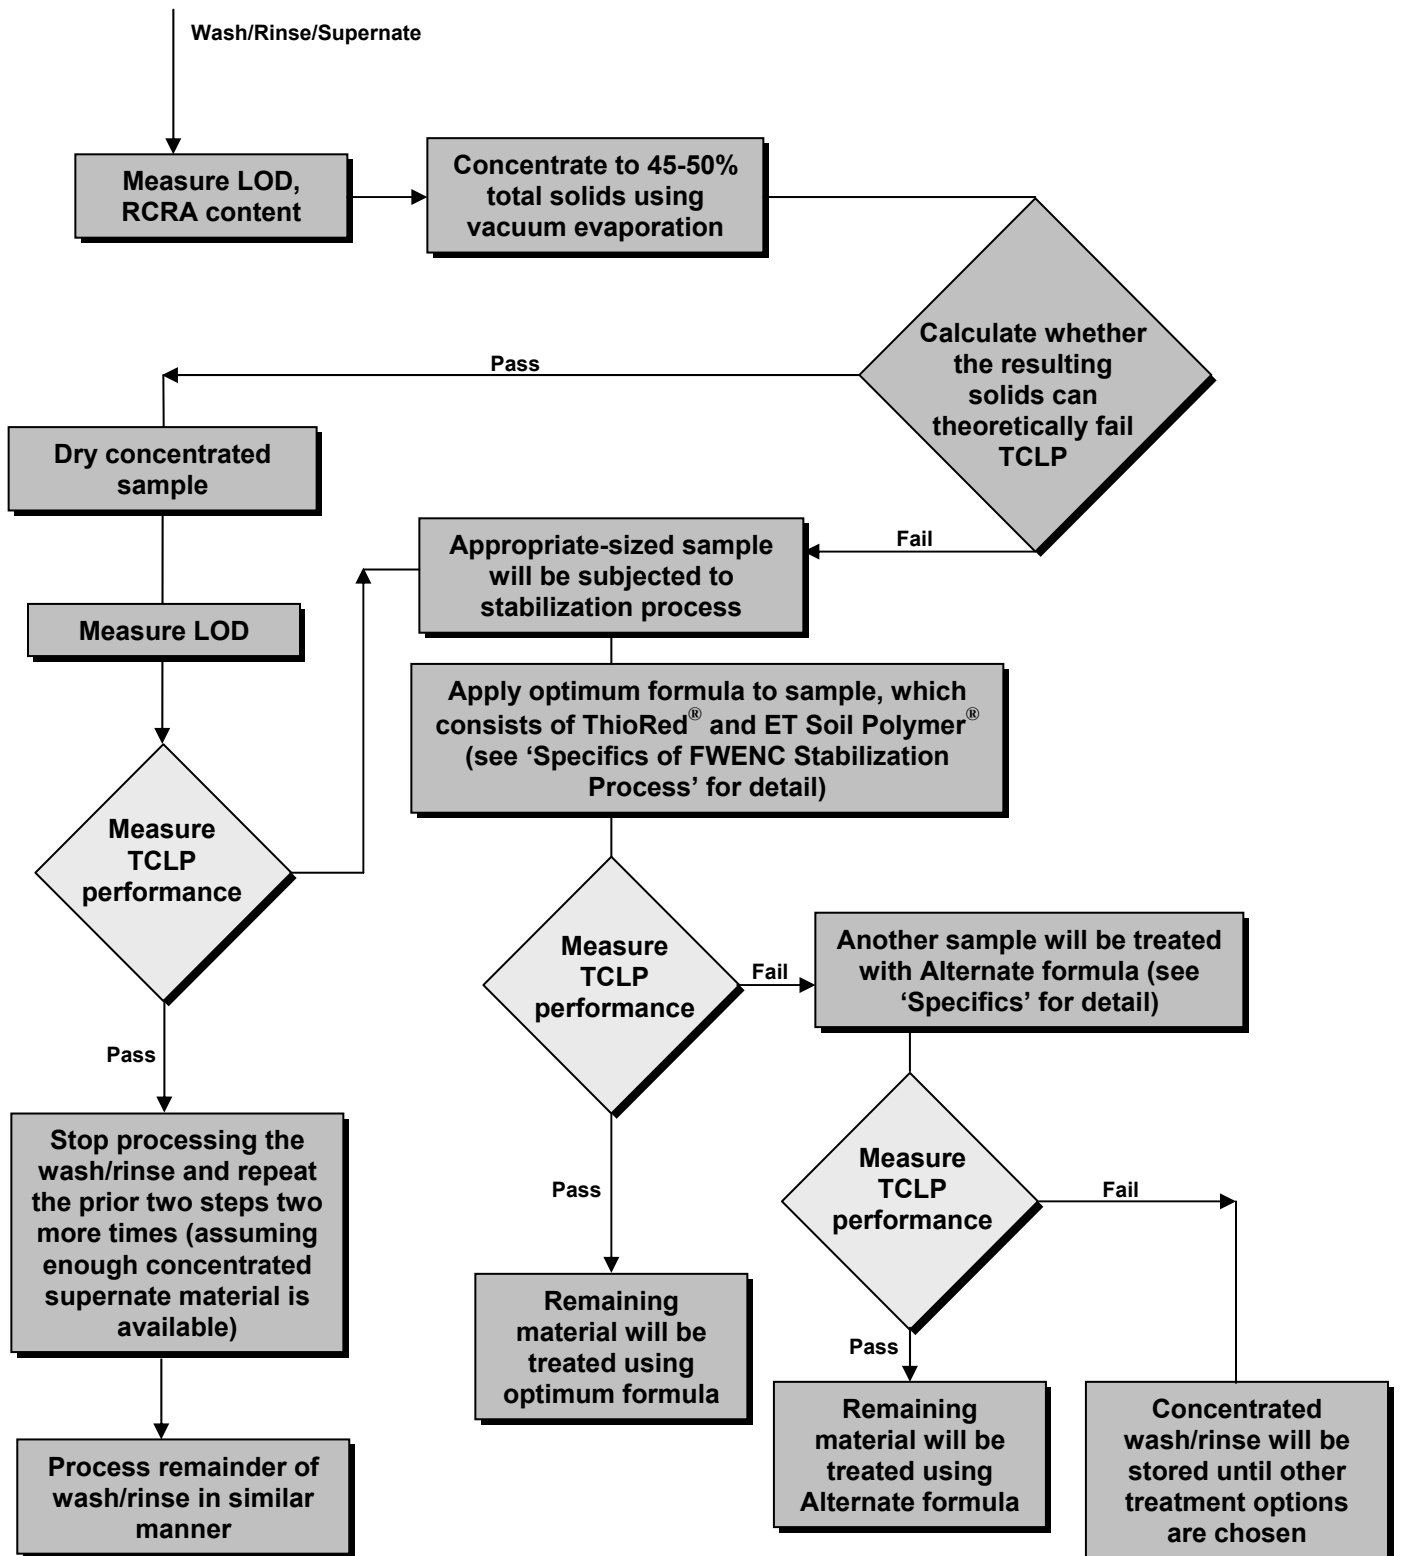 Wash/Rinse/Supernate
Measure LOD,
RCRA content
Concentrate to 45-50%
total solids using
vacuum evaporation
Calculate whether
the resulting
solids can
theoretically fail
TCLP
Pass
Fail
Dry concentrated
sample
Measure LOD
Measure
TCLP
performance
Pass
Stop processing the
wash/rinse and repeat
the prior two steps two
more times (assuming
enough concentrated
supernate material is
available)
Process remainder of
wash/rinse in similar
manner
Appropriate-sized sample
will be subjected to
stabilization process
Apply optimum formula to sample, which
consists of ThioRed® and ET Soil Polymer®
(see ‘Specifics of FWENC Stabilization
Process’ for detail)
Measure
TCLP
performance
Fail
Pass
Remaining
material will be
treated using
optimum formula
Another sample will be treated
with Alternate formula (see
‘Specifics’ for detail)
Measure
TCLP
performance
Fail
Pass
Remaining
material will be
treated using
Alternate formula
Concentrated
wash/rinse will be
stored until other
treatment options
are chosen